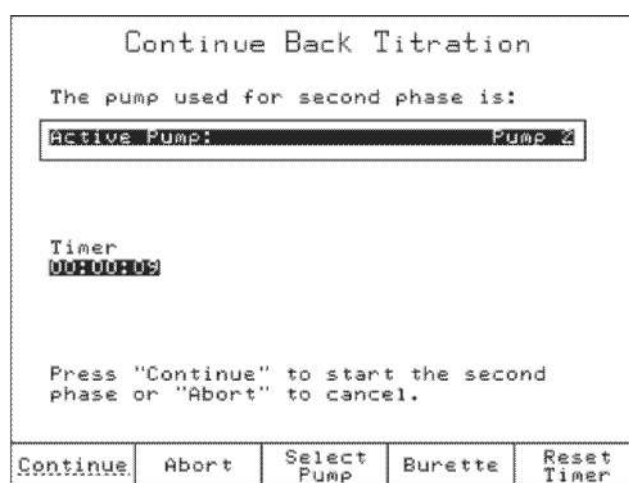 Continue Back Titration
The pump used for second phase is:
Active Pump: Pump 2
Timer
00:00:09
Press "Continue" to start the second
phase or "Abort" to cancel.
Continue
Abort
Select
Pump
Burette
Reset
Timer